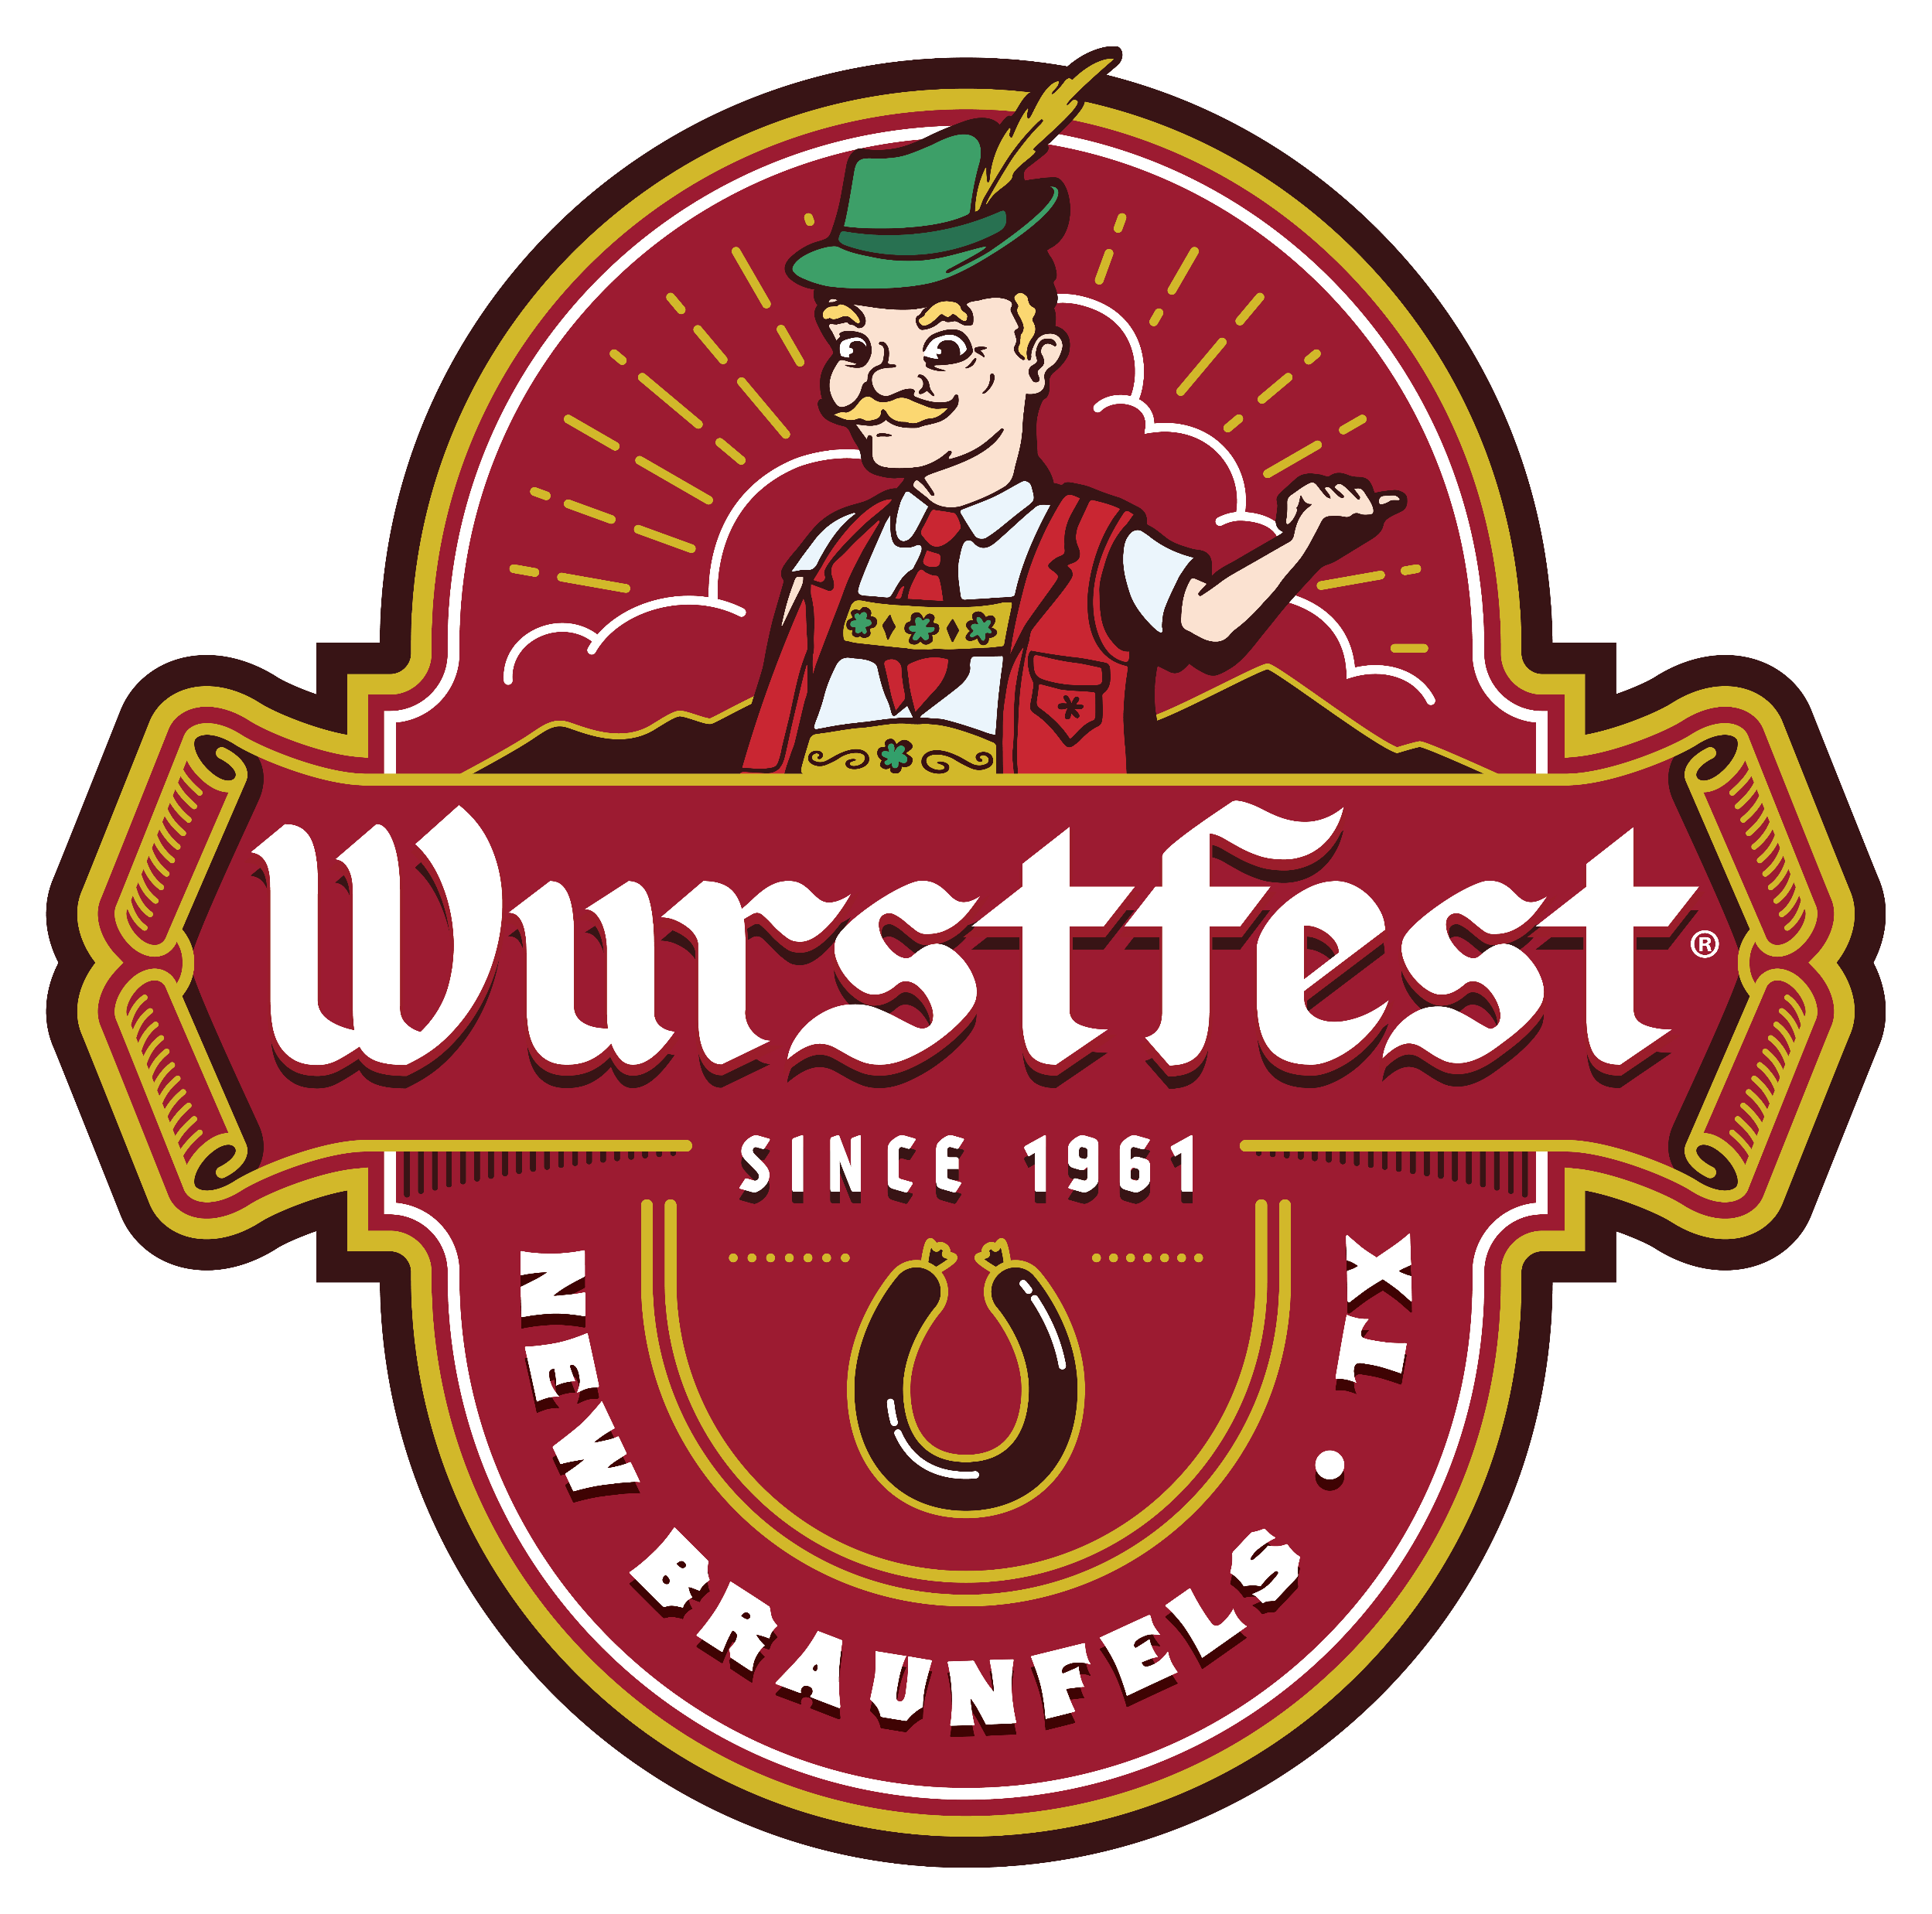 Wurstfest®
SINCE 1961
NEW BRAUNFELS • TX